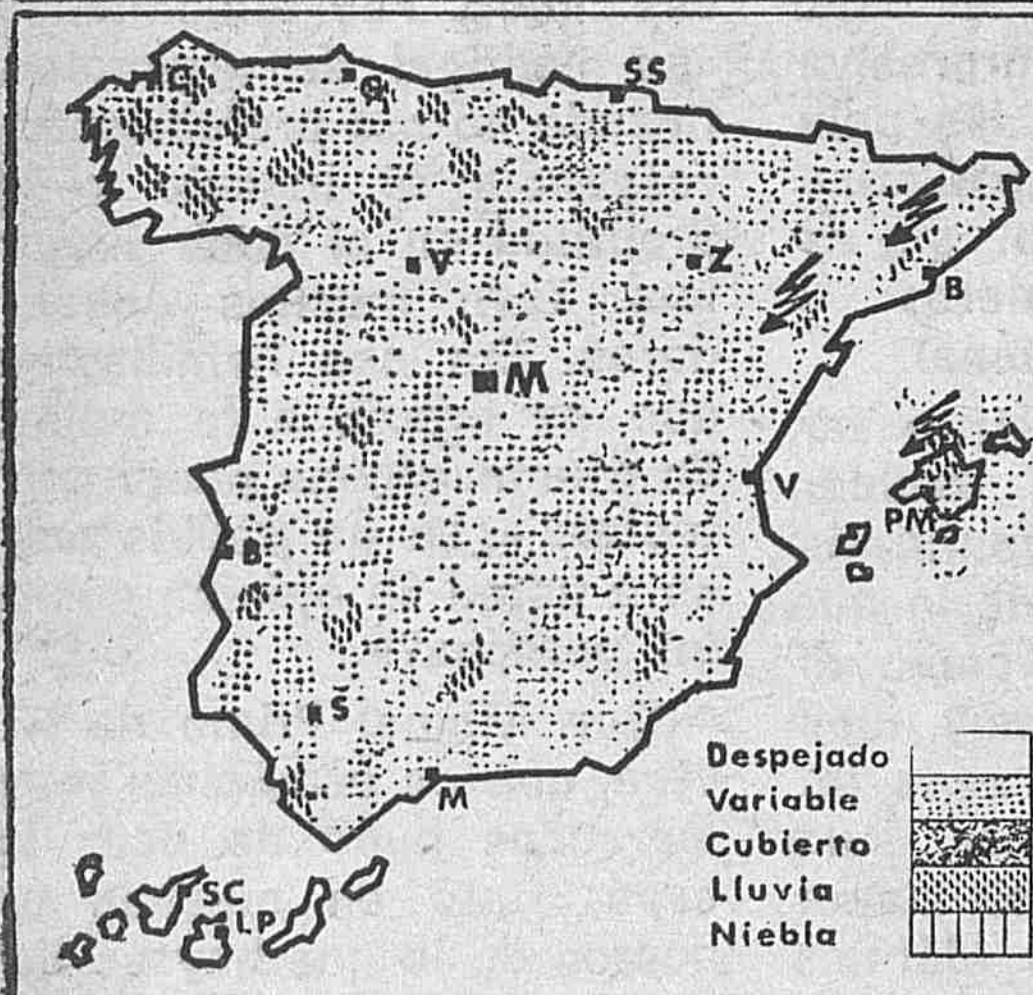 SS
C
G
V
Z
B
M
V
PM
B
S
M
SC
LP
Despejado
Variable
Cubierto
Lluvia
Niebla